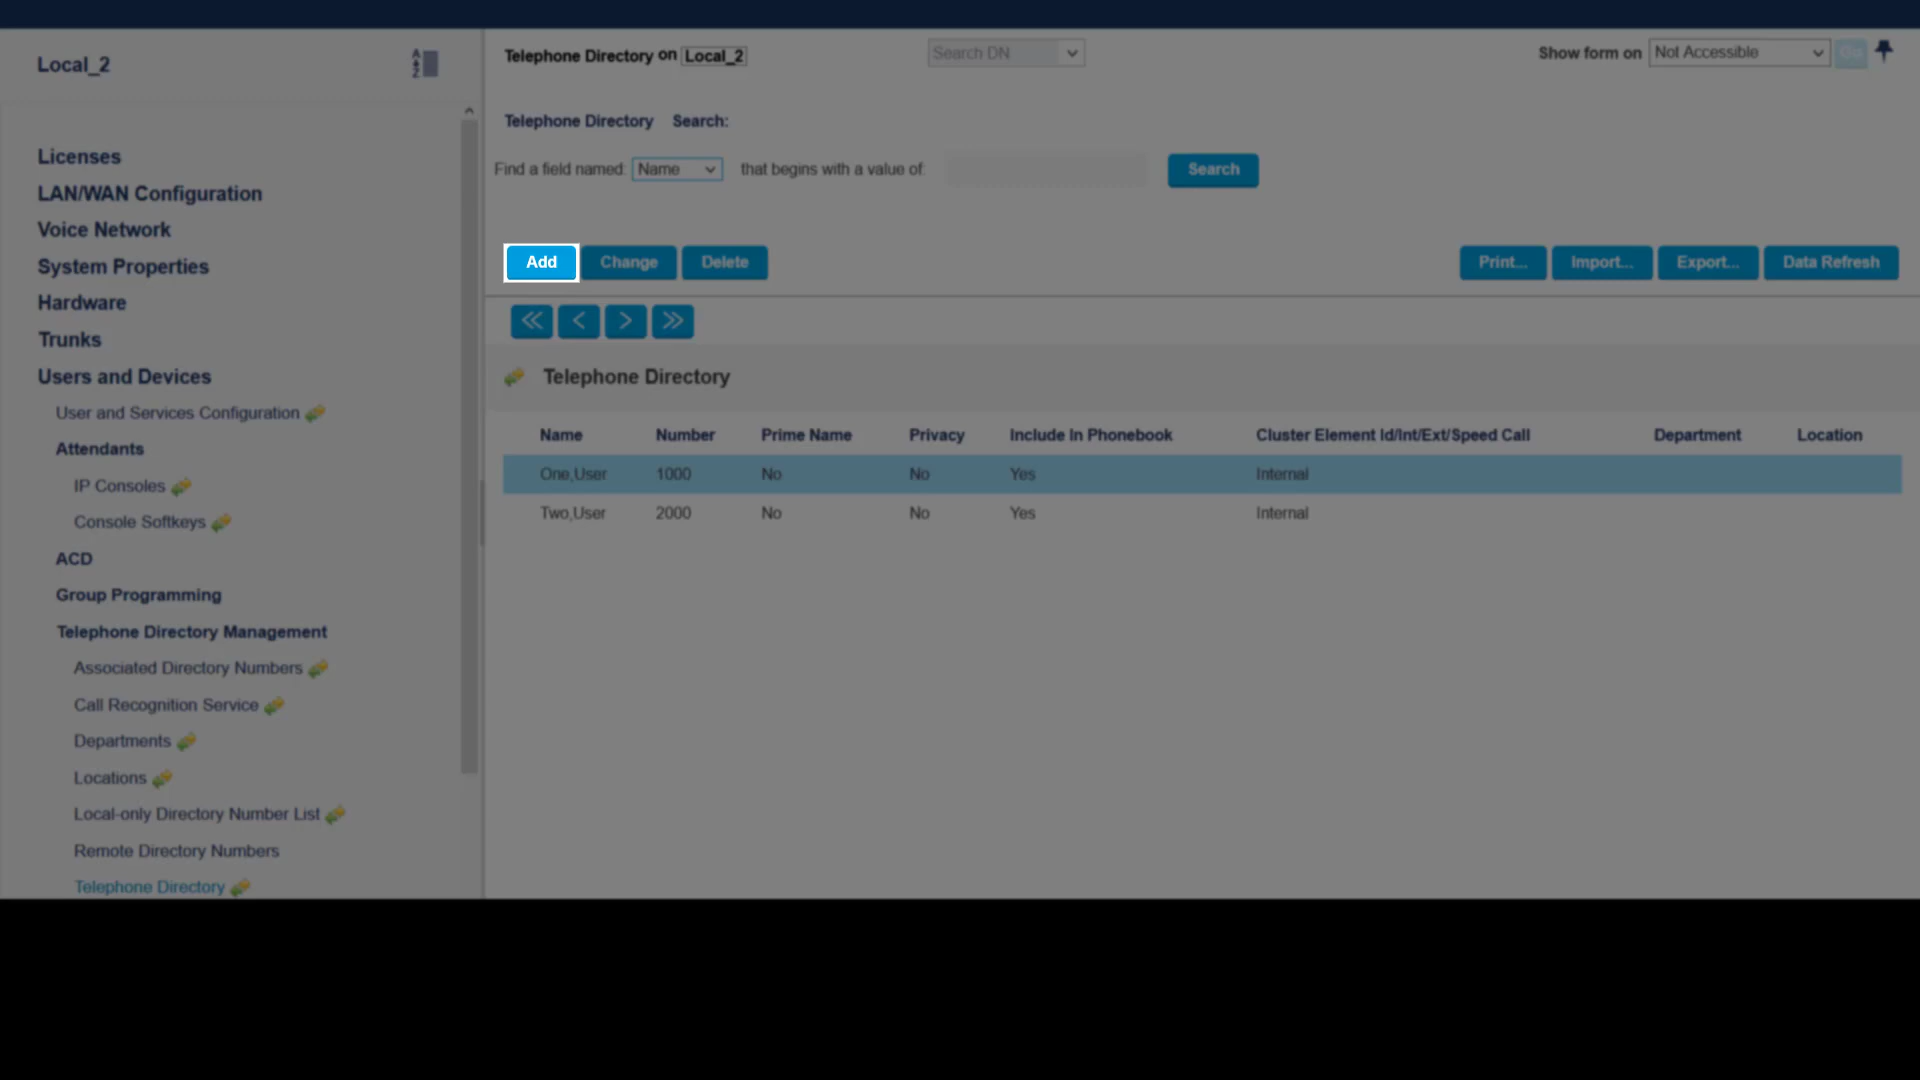 Local_2
A
Z
Licenses
LAN/WAN Configuration
Voice Network
System Properties
Hardware
Trunks
Users and Devices
User and Services Configuration
Attendants
IP Consoles
Console Softkeys
ACD
Group Programming
Telephone Directory Management
Associated Directory Numbers
Call Recognition Service
Departments
Locations
Local-only Directory Number List
Remote Directory Numbers
Telephone Directory
Telephone Directory on Local_2 Search DN Show form on Not Accessible Go
Telephone Directory Search:
Find a field named: Name that begins with a value of: Search
Add Change Delete Print... Import... Export... Data Refresh
Telephone Directory
Name Number Prime Name Privacy Include In Phonebook Cluster Element Id/Int/Ext/Speed Call Department Location
One,User 1000 No No Yes Internal
Two,User 2000 No No Yes Internal